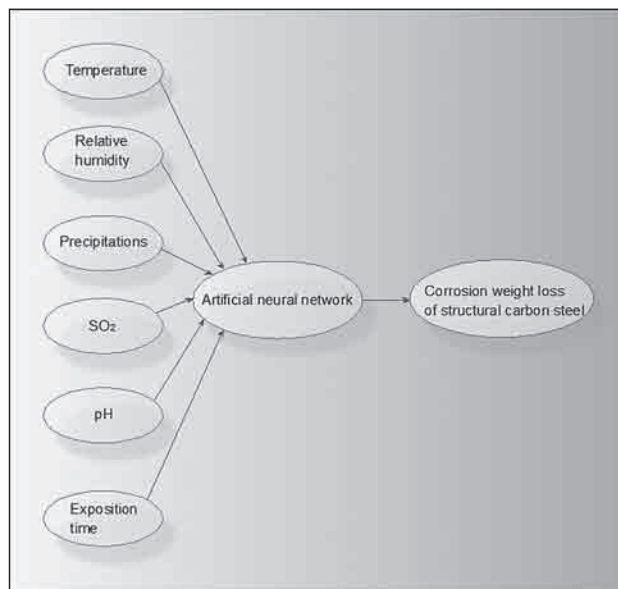 Temperature
Relative
humidity
Precipitations
SO₂
pH
Exposition
time
Artificial neural network
Corrosion weight loss
of structural carbon steel